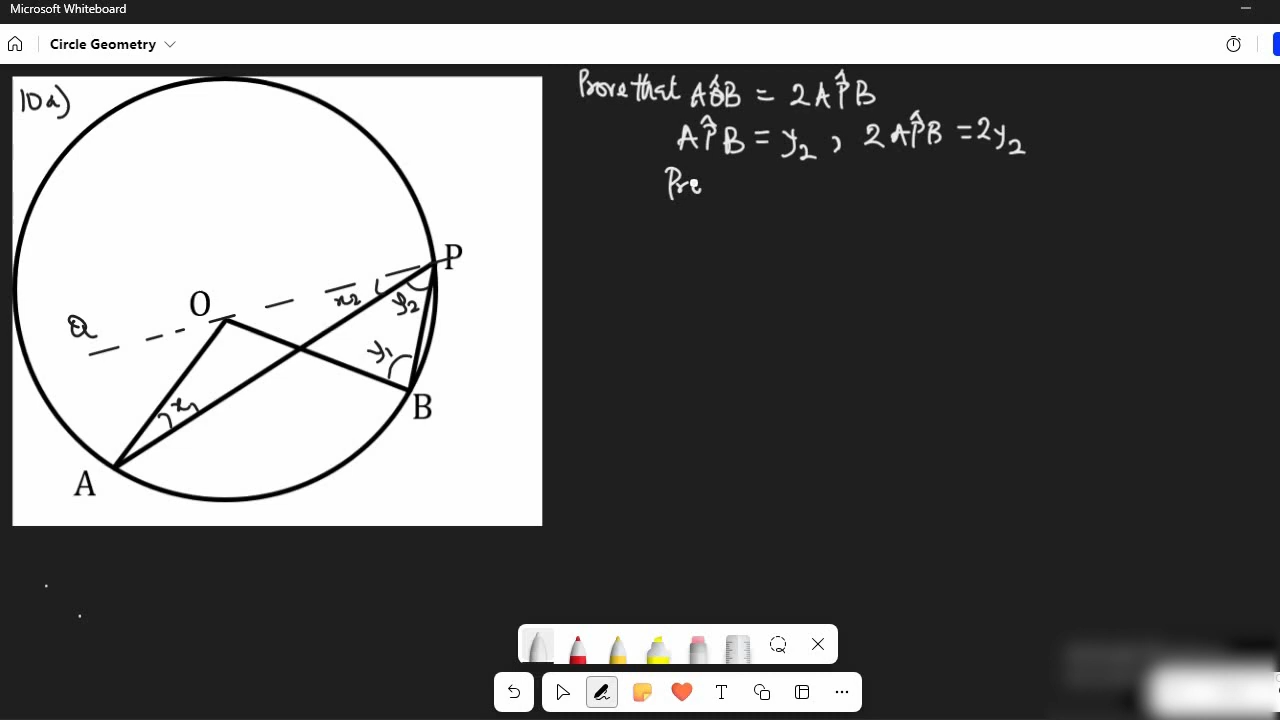 Microsoft Whiteboard
Circle Geometry
10a)
Prove that AÔB = 2AP̂B
AP̂B = y₂, 2AP̂B = 2y₂
Pre
P
O
x₂
y₂
Q
y₁
x₁
B
A
T